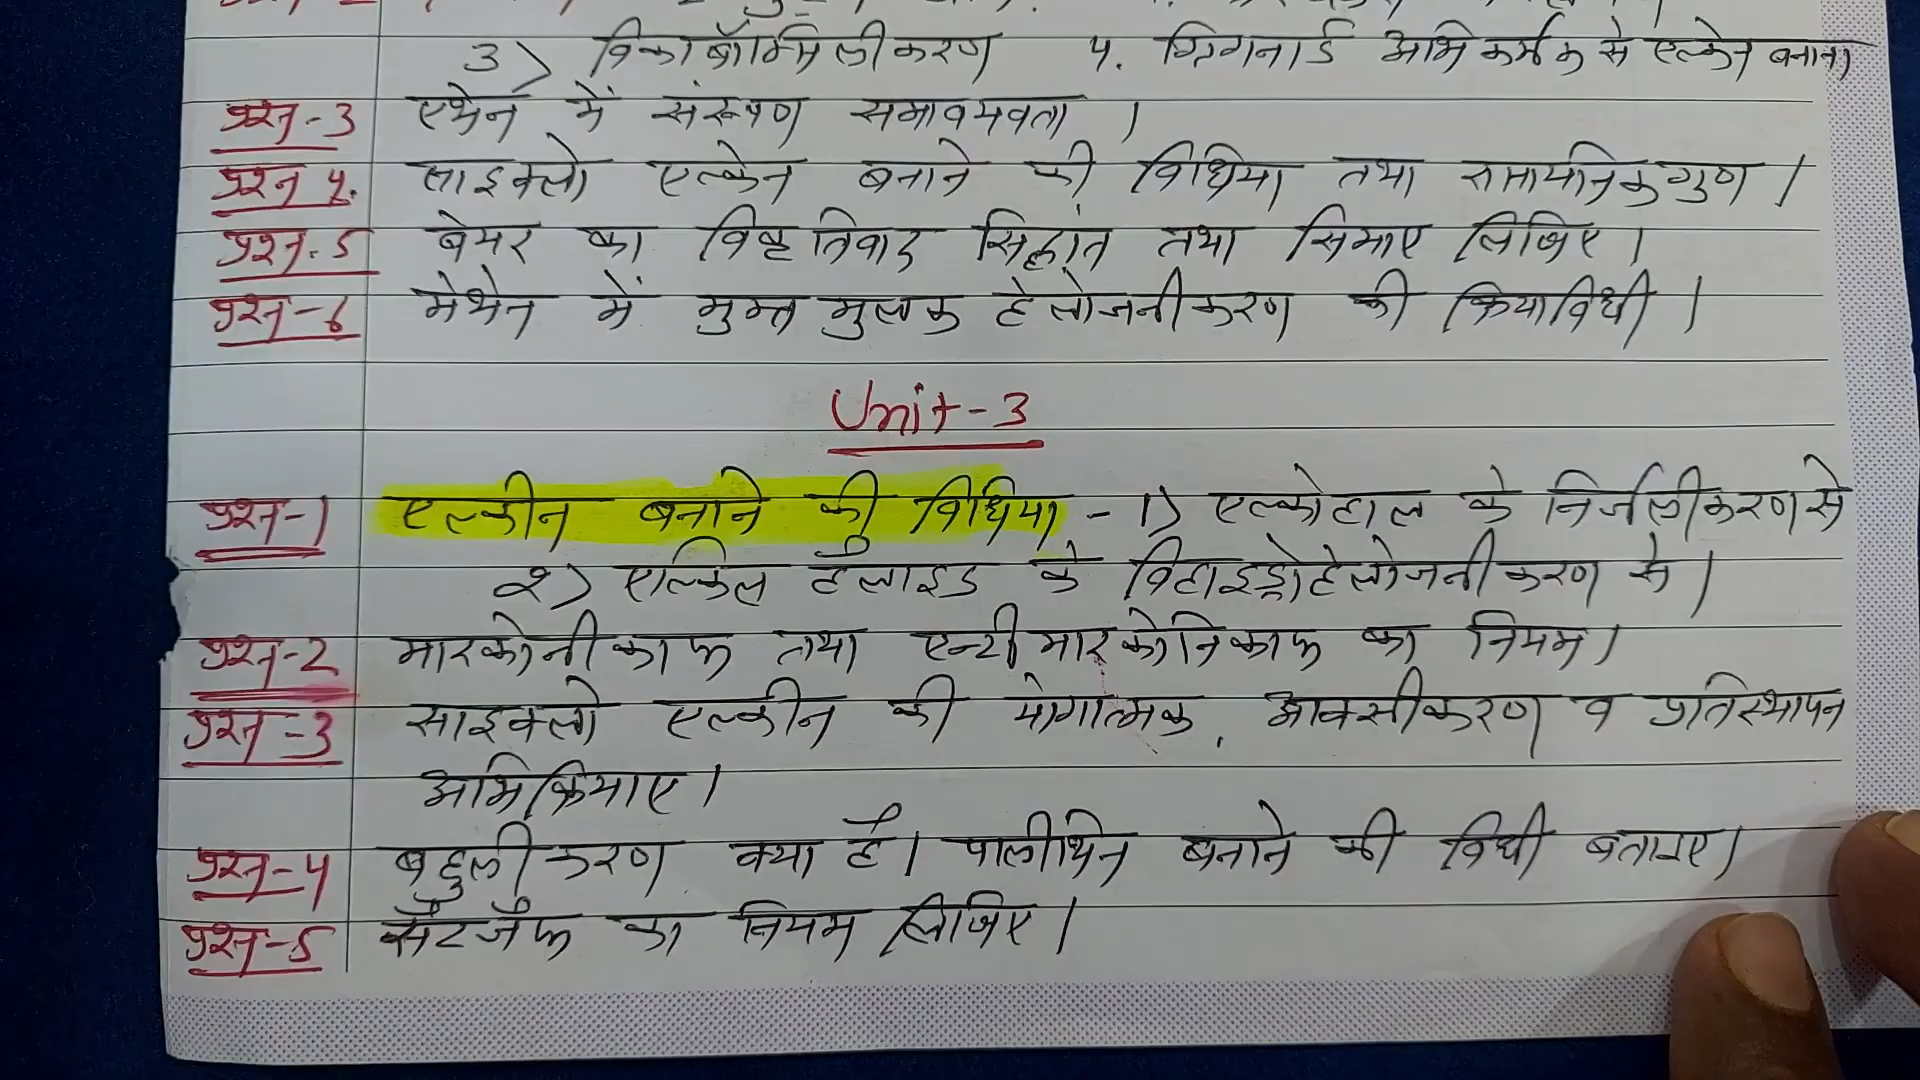 3) विकार्बोक्सिलीकरण 4. ग्रिगनार्ड अभिकर्मक से एल्केन बनाना
प्रश्न-3 एथेन में संरूपण समावयवता ।
प्रश्न 4. साइक्लो एल्केन बनाने की विधिया तथा रासायनिक गुण ।
प्रश्न-5 बेयर का विकृतिवाद सिद्धांत तथा सिमाए लिखिए ।
प्रश्न-6 मेथेन में मुक्त मुलक हेलोजनीकरण की क्रियाविधी ।
Unit-3
प्रश्न-1 एल्कीन बनाने की विधिया - 1) एल्कोहाल के निर्जलीकरण से
2) एल्किल हैलाइड के विहाइड्रोहेलोजनीकरण से ।
प्रश्न-2 मारकोनीकाफ तथा एन्टी मारकोनिकाफ का नियम ।
प्रश्न-3 साइक्लो एल्कीन की योगात्मक, आक्सीकरण व प्रतिस्थापन
अभिक्रियाए ।
प्रश्न-4 बहुलीकरण क्या है । पालीथिन बनाने की विधी बताइए ।
प्रश्न-5 सैटजैफ का नियम लिखिए ।